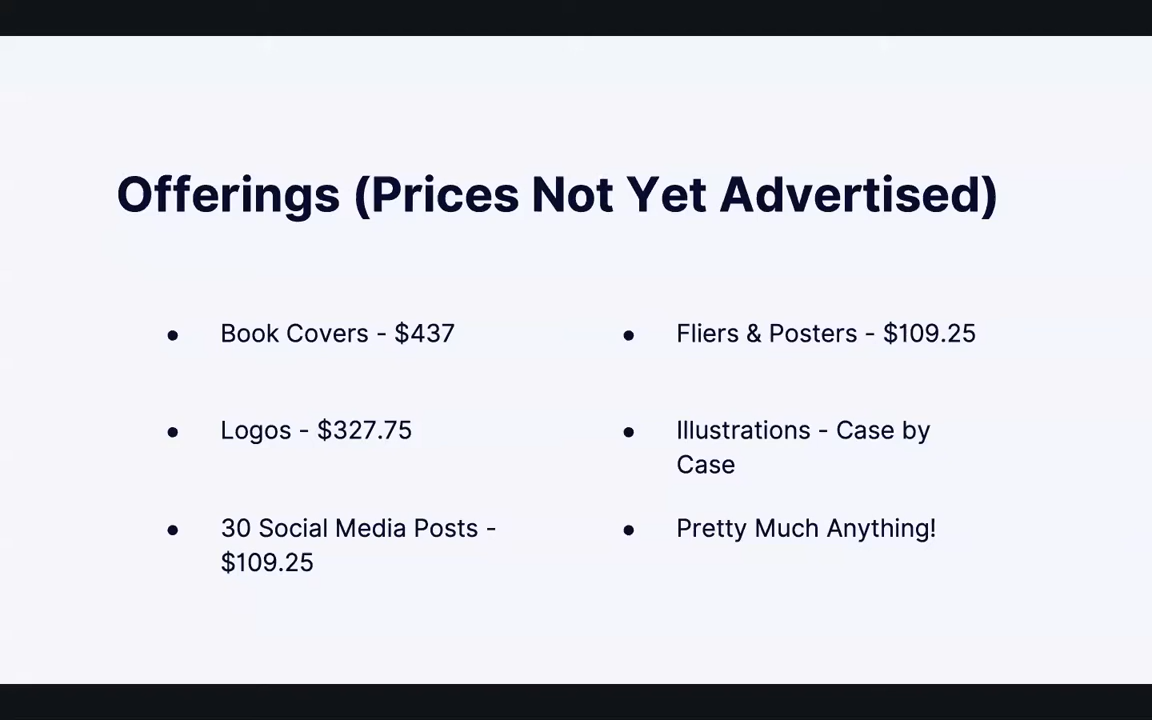 Offerings (Prices Not Yet Advertised)
● Book Covers - $437
● Logos - $327.75
● 30 Social Media Posts -
$109.25
● Fliers & Posters - $109.25
● Illustrations - Case by
Case
● Pretty Much Anything!